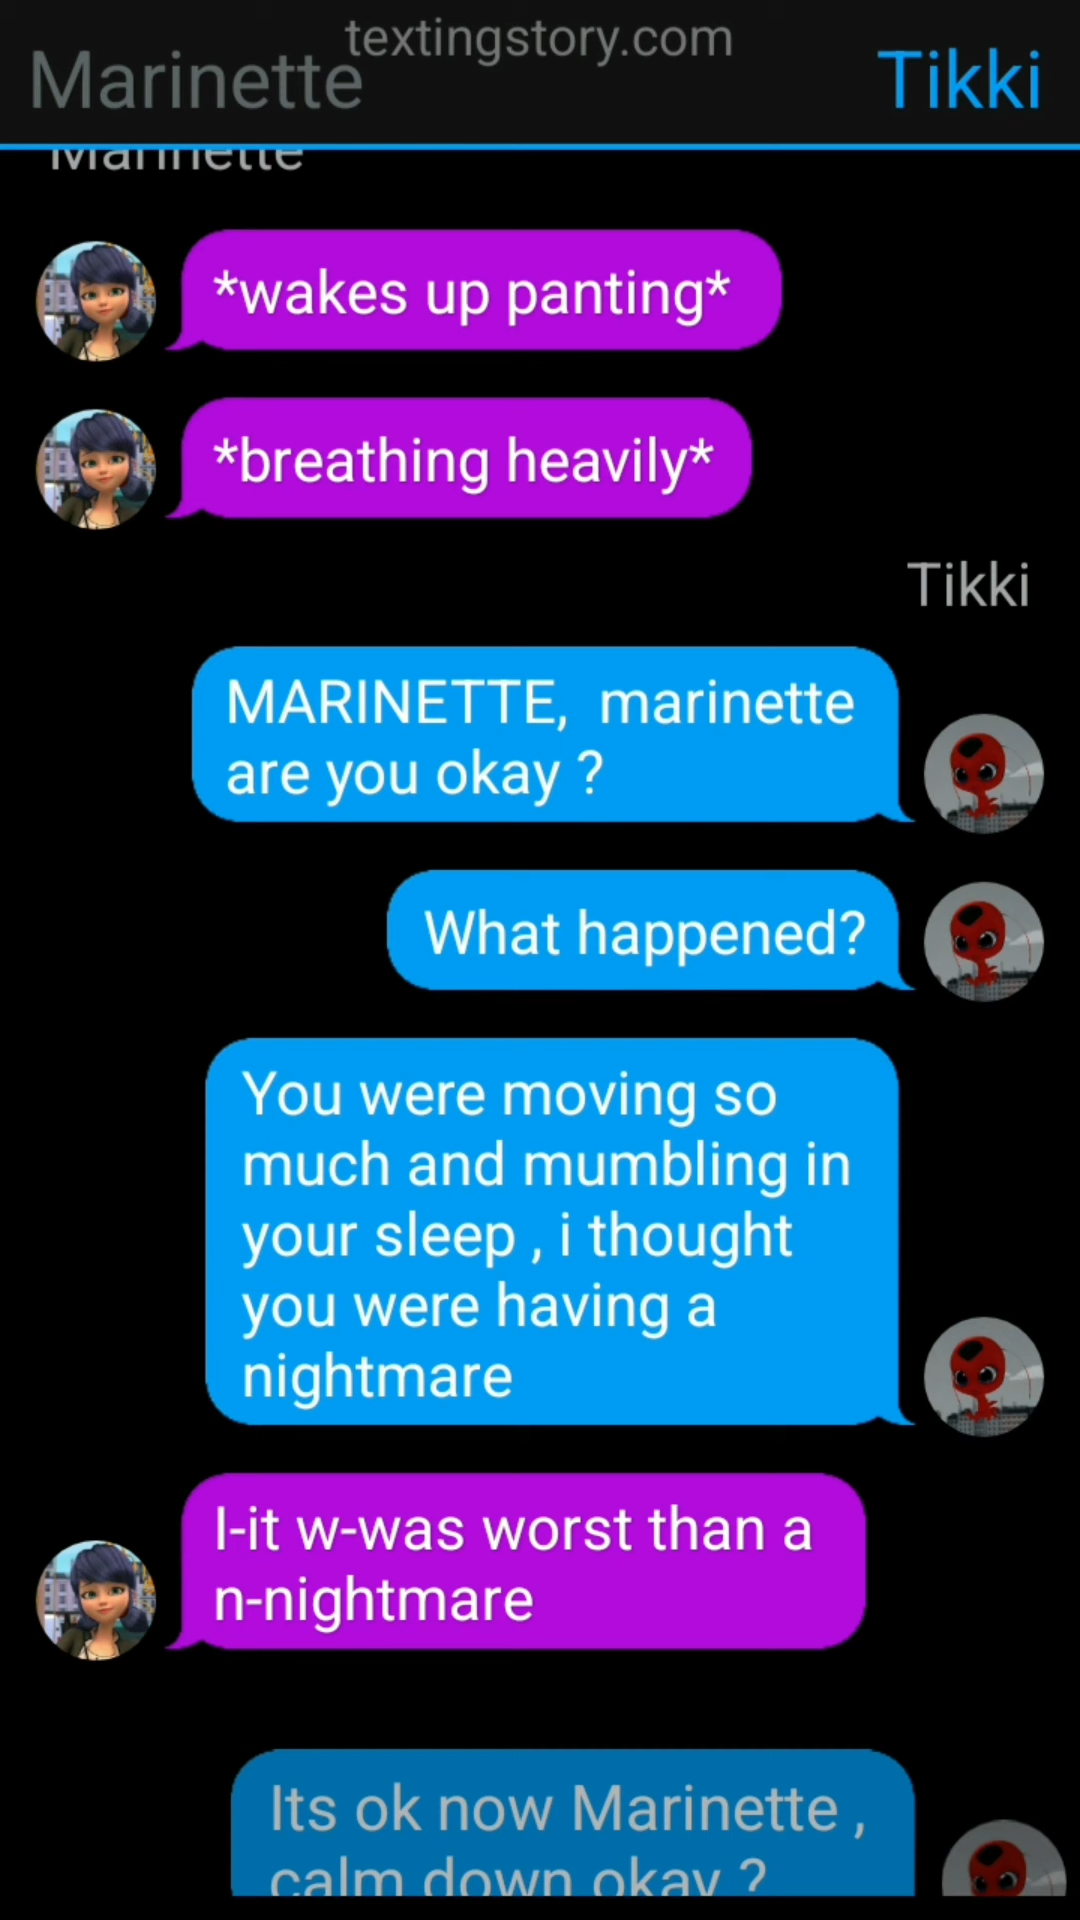 textingstory.com
Marinette
Tikki
Marinette
*wakes up panting*
*breathing heavily*
Tikki
MARINETTE,  marinette
are you okay ?
What happened?
You were moving so
much and mumbling in
your sleep , i thought
you were having a
nightmare
I-it w-was worst than a
n-nightmare
Its ok now Marinette ,
calm down okay ?